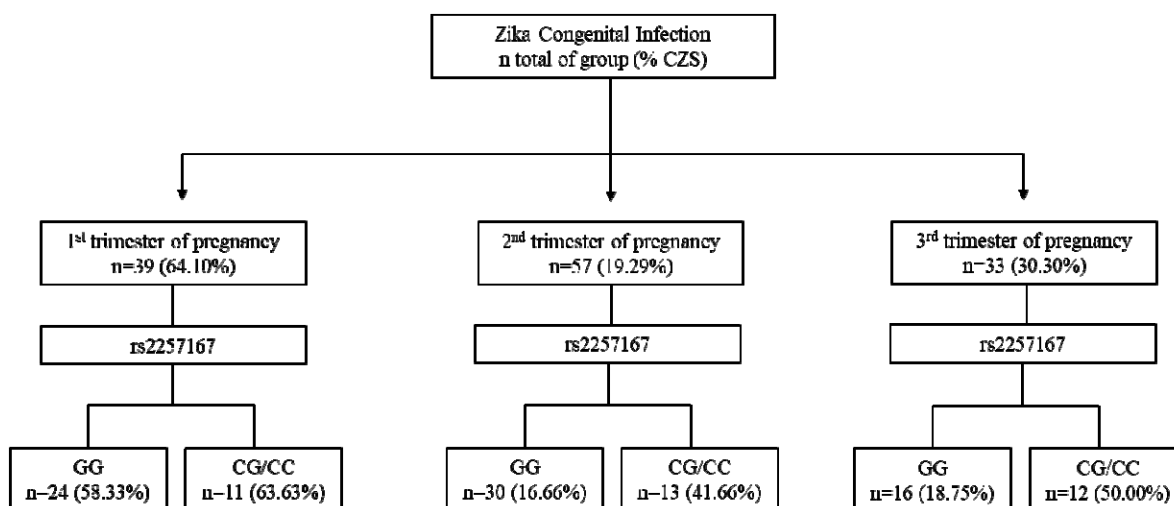 Zika Congenital Infection
n total of group (% CZS)
1st trimester of pregnancy
n=39 (64.10%)
2nd trimester of pregnancy
n=57 (19.29%)
3rd trimester of pregnancy
n=33 (30.30%)
rs2257167
rs2257167
rs2257167
GG
n=24 (58.33%)
CG/CC
n=11 (63.63%)
GG
n=30 (16.66%)
CG/CC
n=13 (41.66%)
GG
n=16 (18.75%)
CG/CC
n=12 (50.00%)